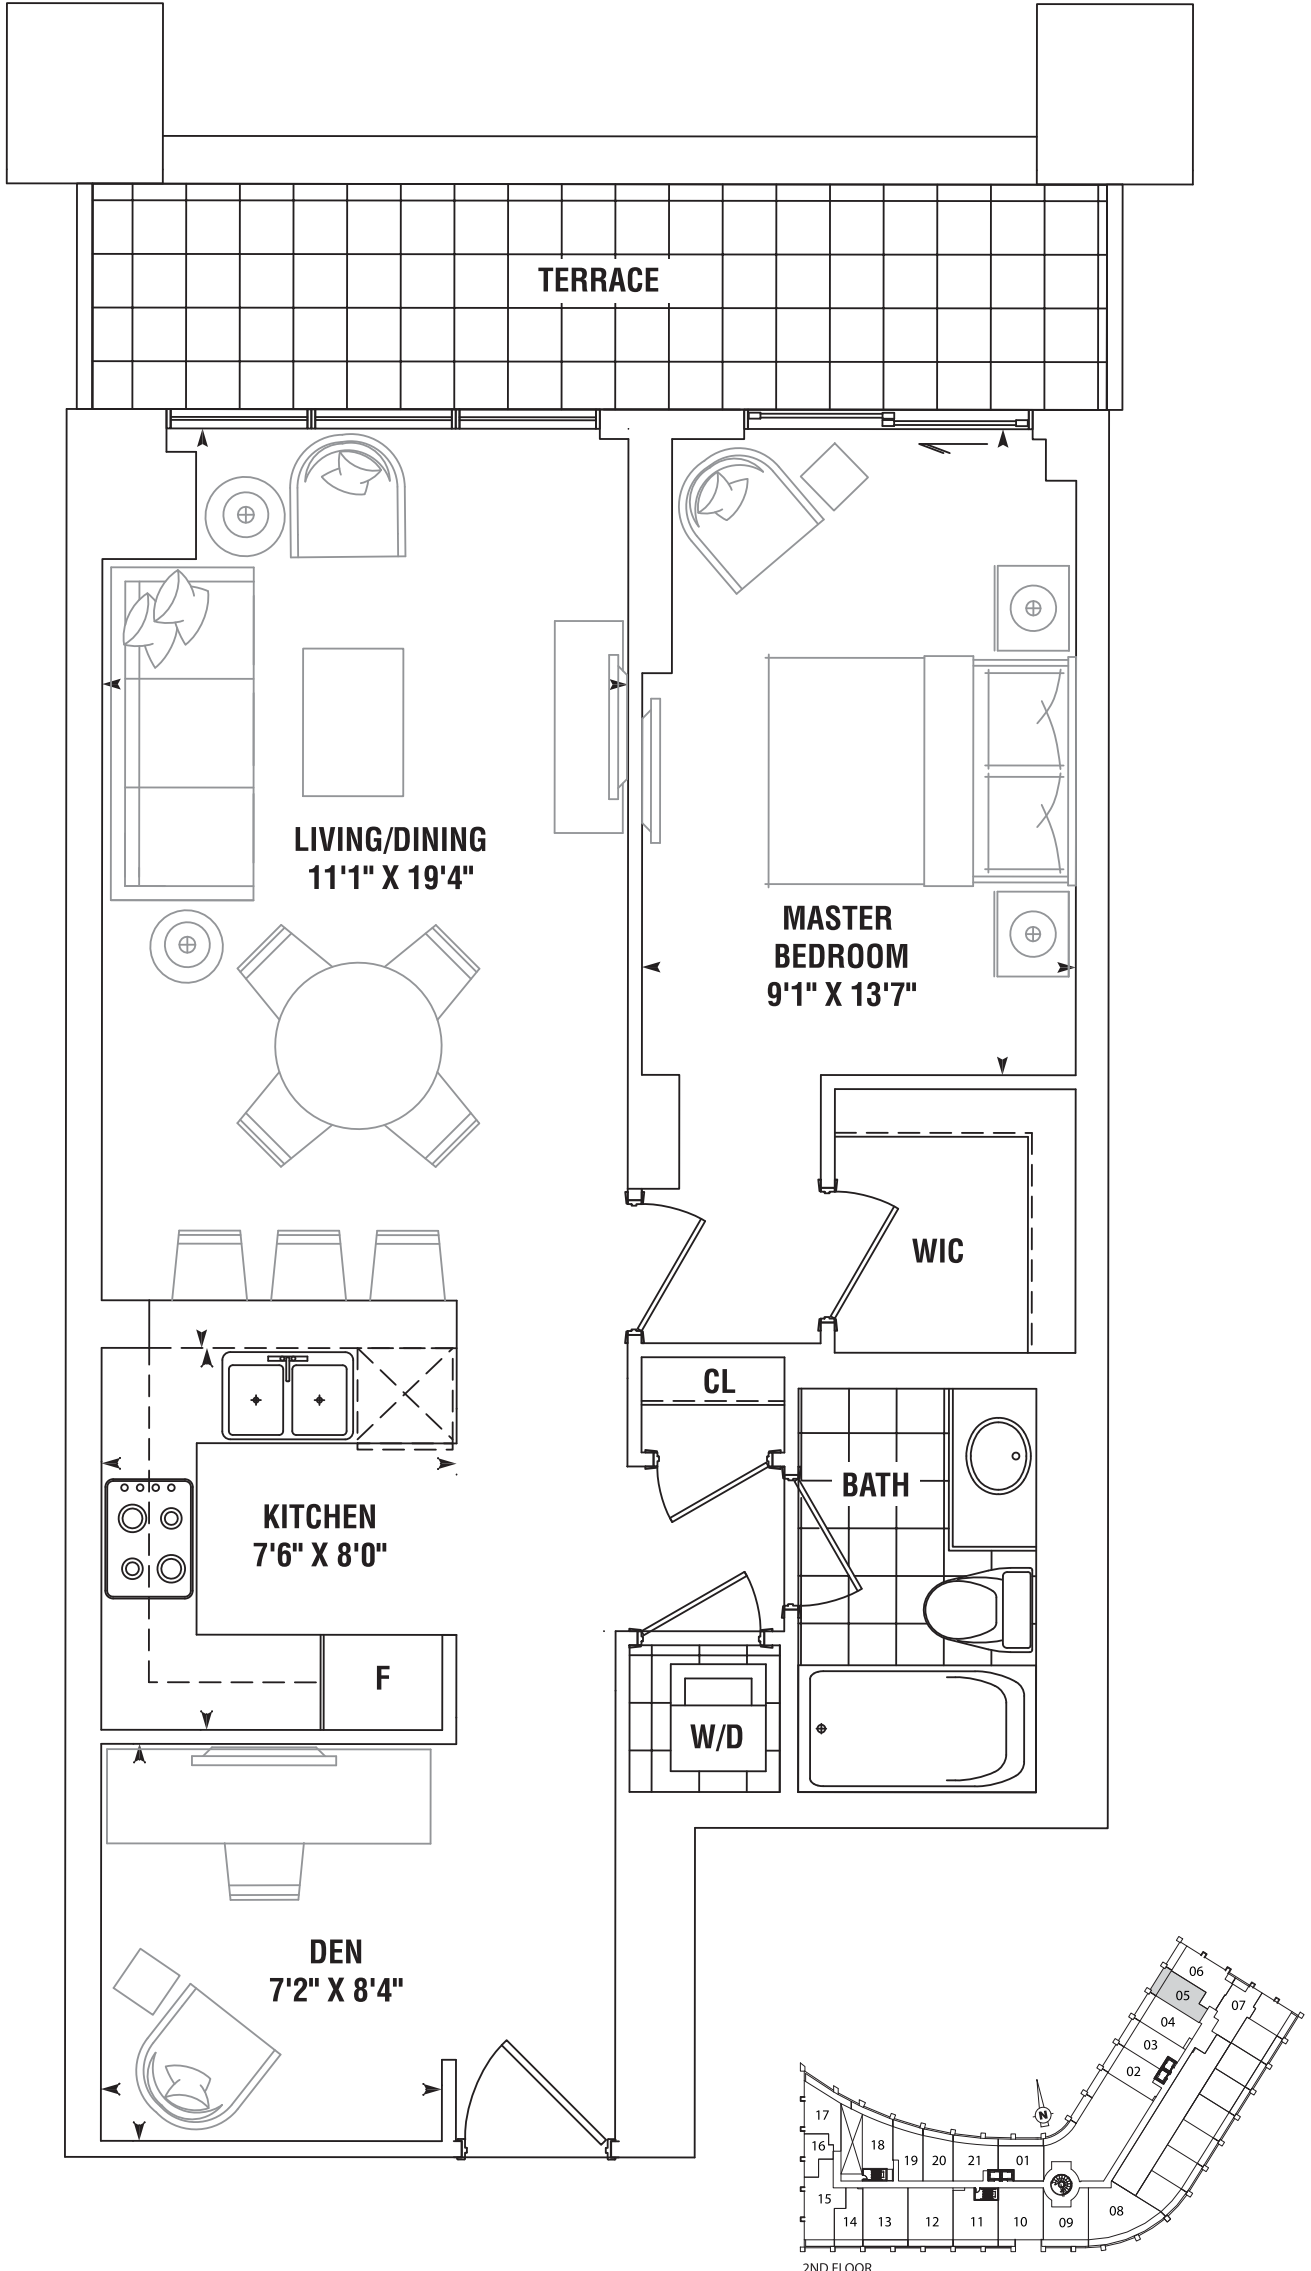 TERRACE
LIVING/DINING
11'1" X 19'4"
MASTER
BEDROOM
9'1" X 13'7"
WIC
CL
BATH
KITCHEN
7'6" X 8'0"
F
W/D
DEN
7'2" X 8'4"
06
05
07
04
03
02
N
17
18
16
19
20
21
01
15
14
13
12
11
10
09
08
2ND FLOOR